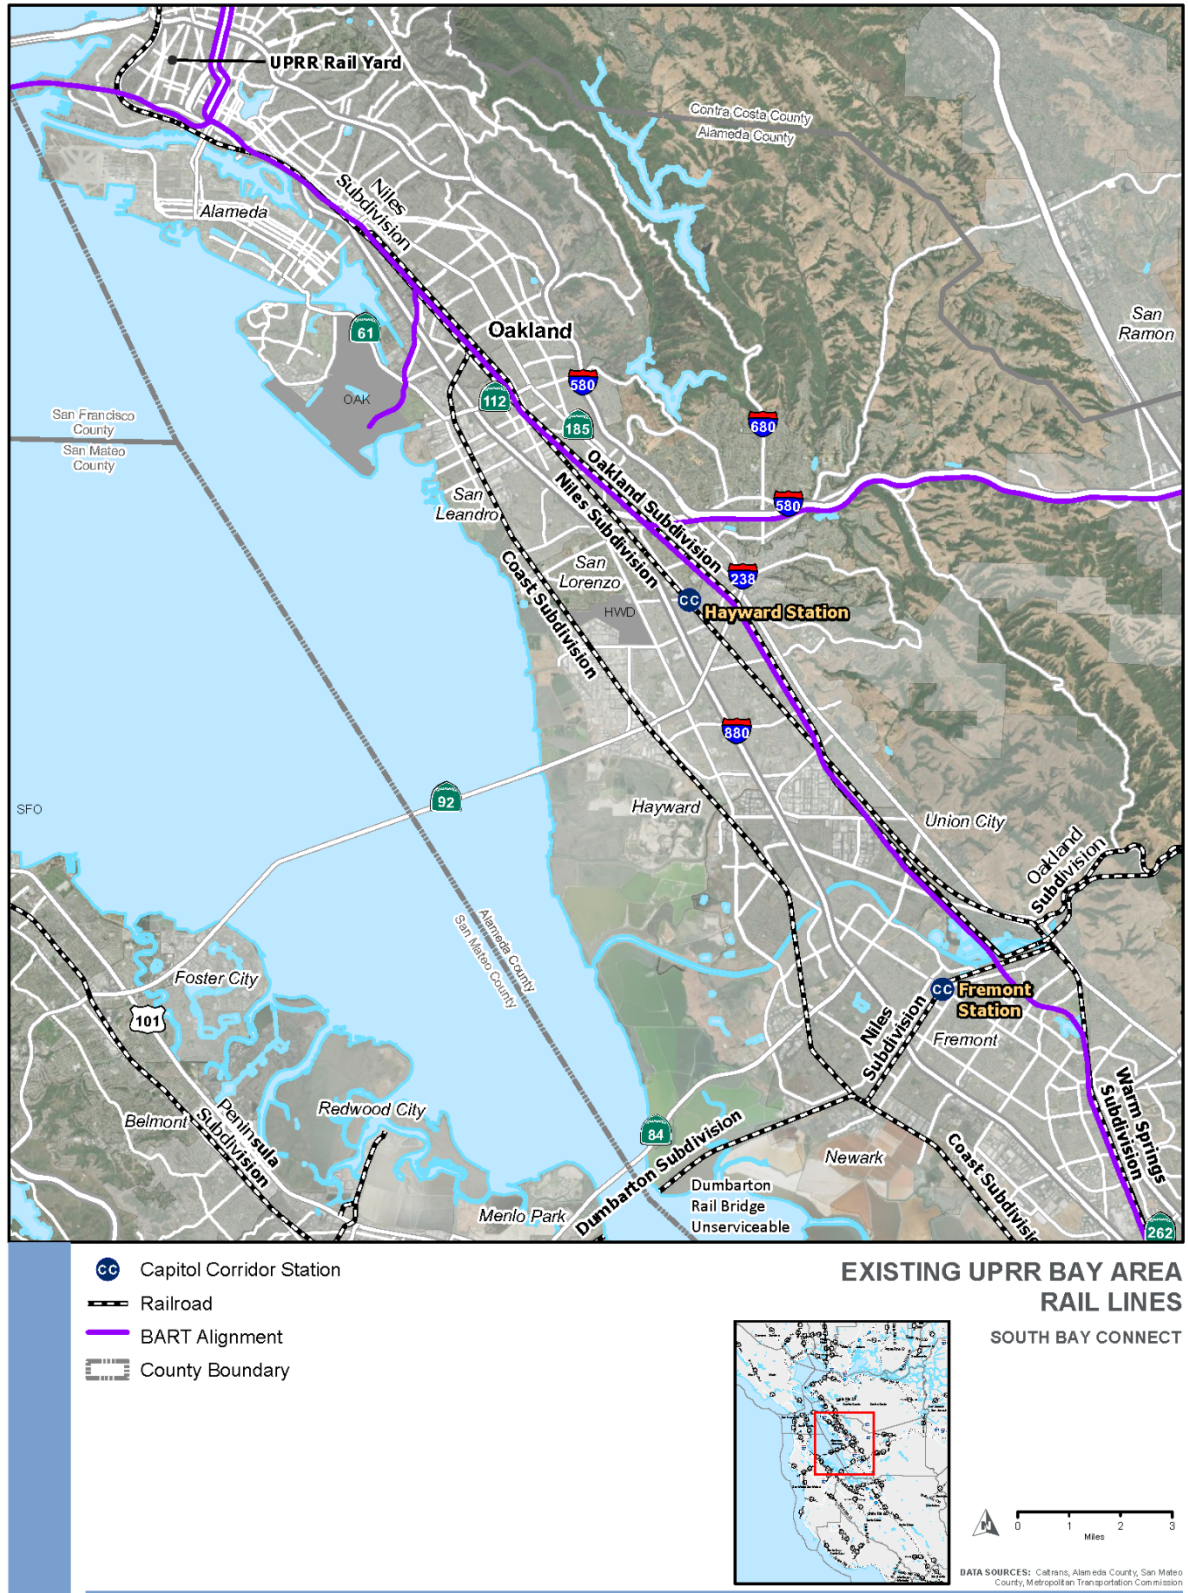 UPRR Rail Yard
Contra Costa County
Alameda County
Niles
Subdivision
Alameda
San
Ramon
61
Oakland
580
OAK
112
680
185
San Francisco
County
San Mateo
County
Oakland Subdivision
Niles Subdivision
San
Leandro
580
Coast Subdivision
San
Lorenzo
238
CC
Hayward Station
HWD
880
92
Hayward
SFO
Union City
Oakland
Subdivision
Alameda County
San Mateo County
Foster City
CC
Fremont
Station
101
Niles
Subdivision
Fremont
Warm Springs
Subdivision
Belmont
Peninsula
Subdivision
Redwood City
84
Dumbarton Subdivision
Newark
Coast Subdivisio
Dumbarton
Rail Bridge
Unserviceable
Menlo Park
262
CC Capitol Corridor Station
Railroad
BART Alignment
County Boundary
EXISTING UPRR BAY AREA
RAIL LINES
SOUTH BAY CONNECT
0 1 2 3
Miles
DATA SOURCES: Caltrans, Alameda County, San Mateo
County, Metropolitan Transportation Commission